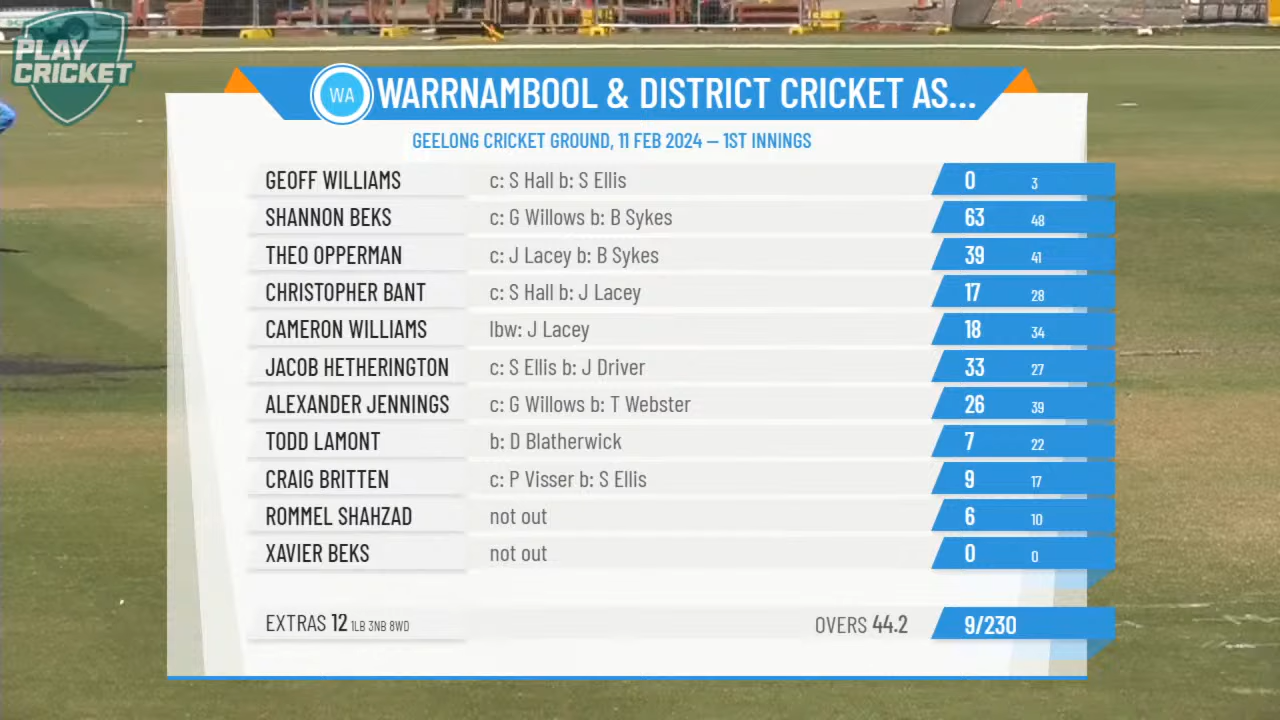 PLAY
CRICKET
WA WARRNAMBOOL & DISTRICT CRICKET AS...
GEELONG CRICKET GROUND, 11 FEB 2024 – 1ST INNINGS
GEOFF WILLIAMS c: S Hall b: S Ellis 0 3
SHANNON BEKS c: G Willows b: B Sykes 63 48
THEO OPPERMAN c: J Lacey b: B Sykes 39 41
CHRISTOPHER BANT c: S Hall b: J Lacey 17 28
CAMERON WILLIAMS lbw: J Lacey 18 34
JACOB HETHERINGTON c: S Ellis b: J Driver 33 27
ALEXANDER JENNINGS c: G Willows b: T Webster 26 39
TODD LAMONT b: D Blatherwick 7 22
CRAIG BRITTEN c: P Visser b: S Ellis 9 17
ROMMEL SHAHZAD not out 6 10
XAVIER BEKS not out 0 0
EXTRAS 12 1LB 3NB 8WD OVERS 44.2 9/230